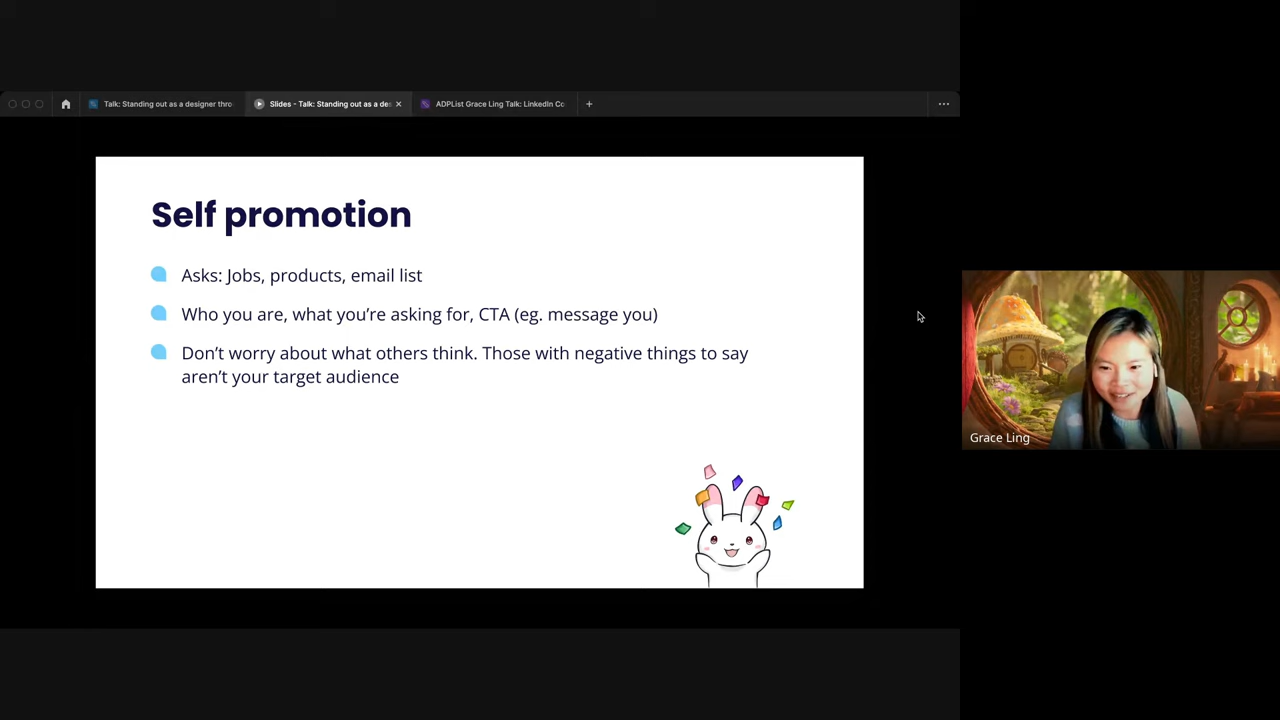 Talk: Standing out as a designer thro
Slides - Talk: Standing out as a des
ADPList Grace Ling Talk: LinkedIn Co
Self promotion
Asks: Jobs, products, email list
Who you are, what you’re asking for, CTA (eg. message you)
Don’t worry about what others think. Those with negative things to say
aren’t your target audience
Grace Ling